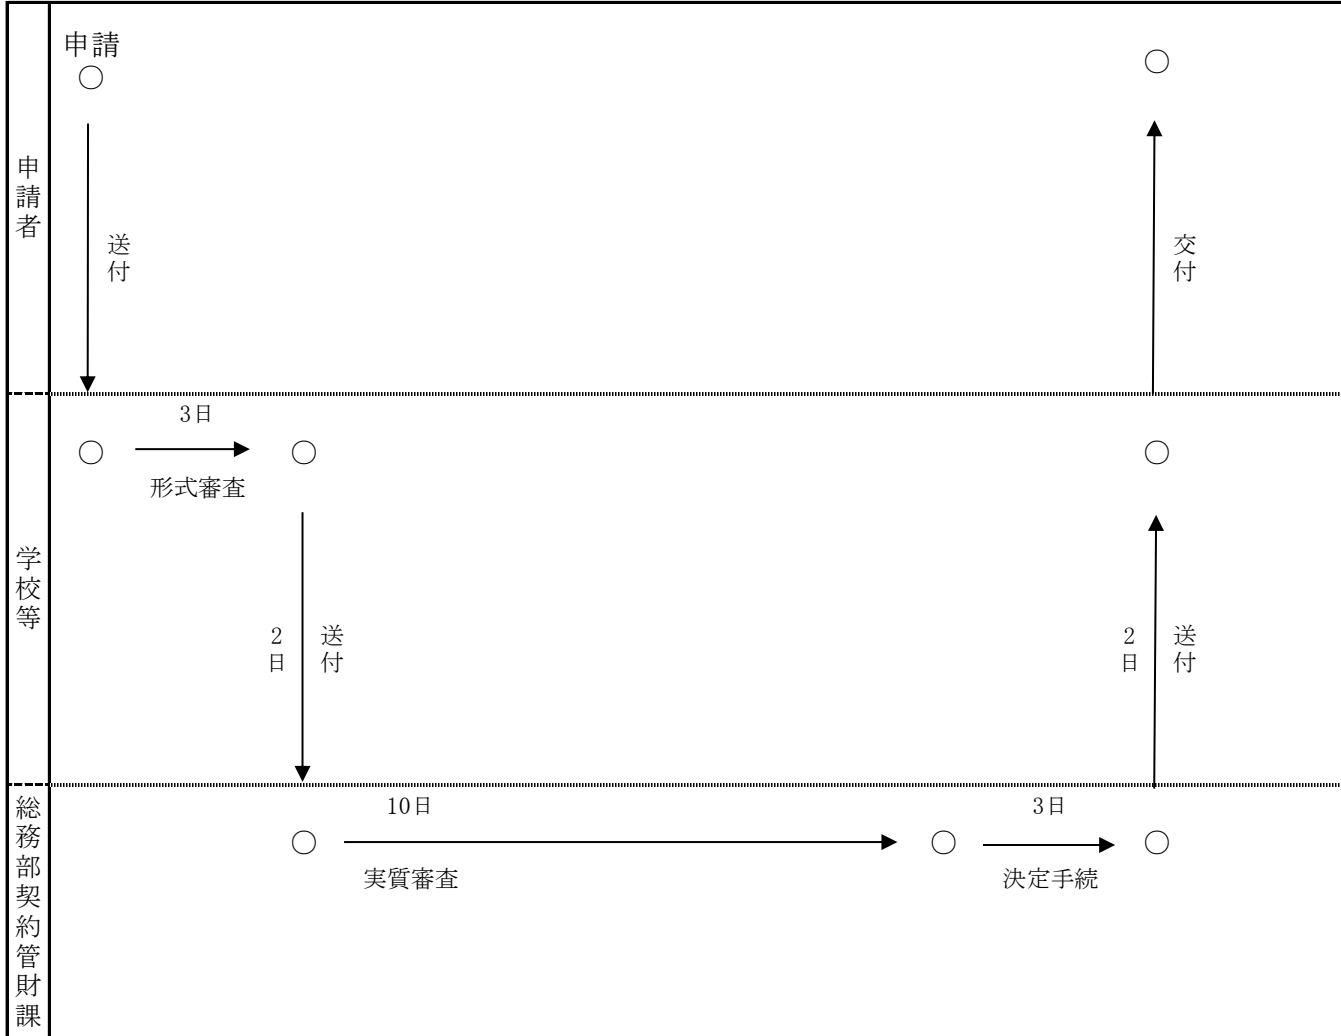 申請者
申請
送付
交付
学校等
3日
形式審査
2日
送付
2日
送付
総務部契約管財課
10日
実質審査
3日
決定手続